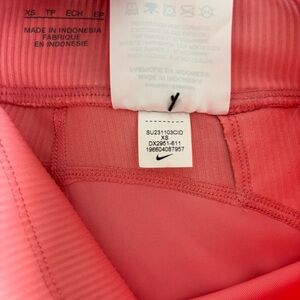 XS TP ECH EP
MADE IN INDONESIA
FABRIQUE
EN INDONESIE
SU231103CID
XS
DX2951-611
196604087957